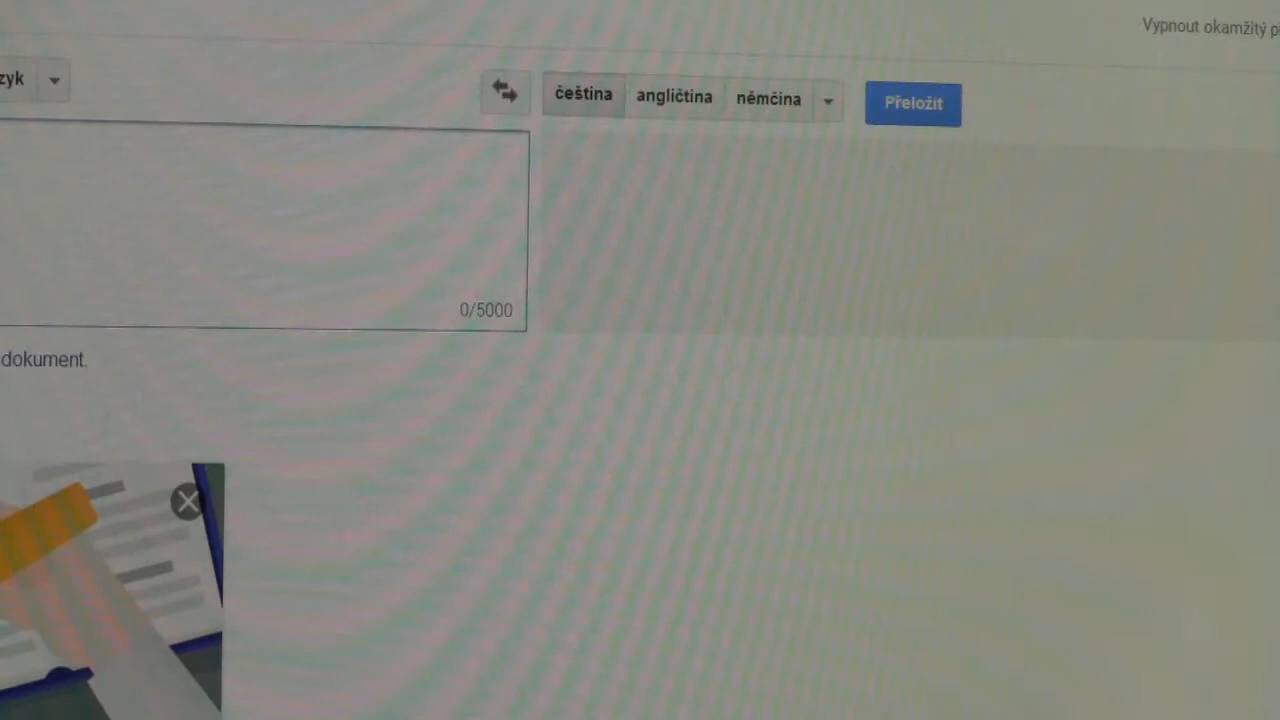 Vypnout okamžitý
zyk
čeština angličtina němčina Přeložit
0/5000
dokument.